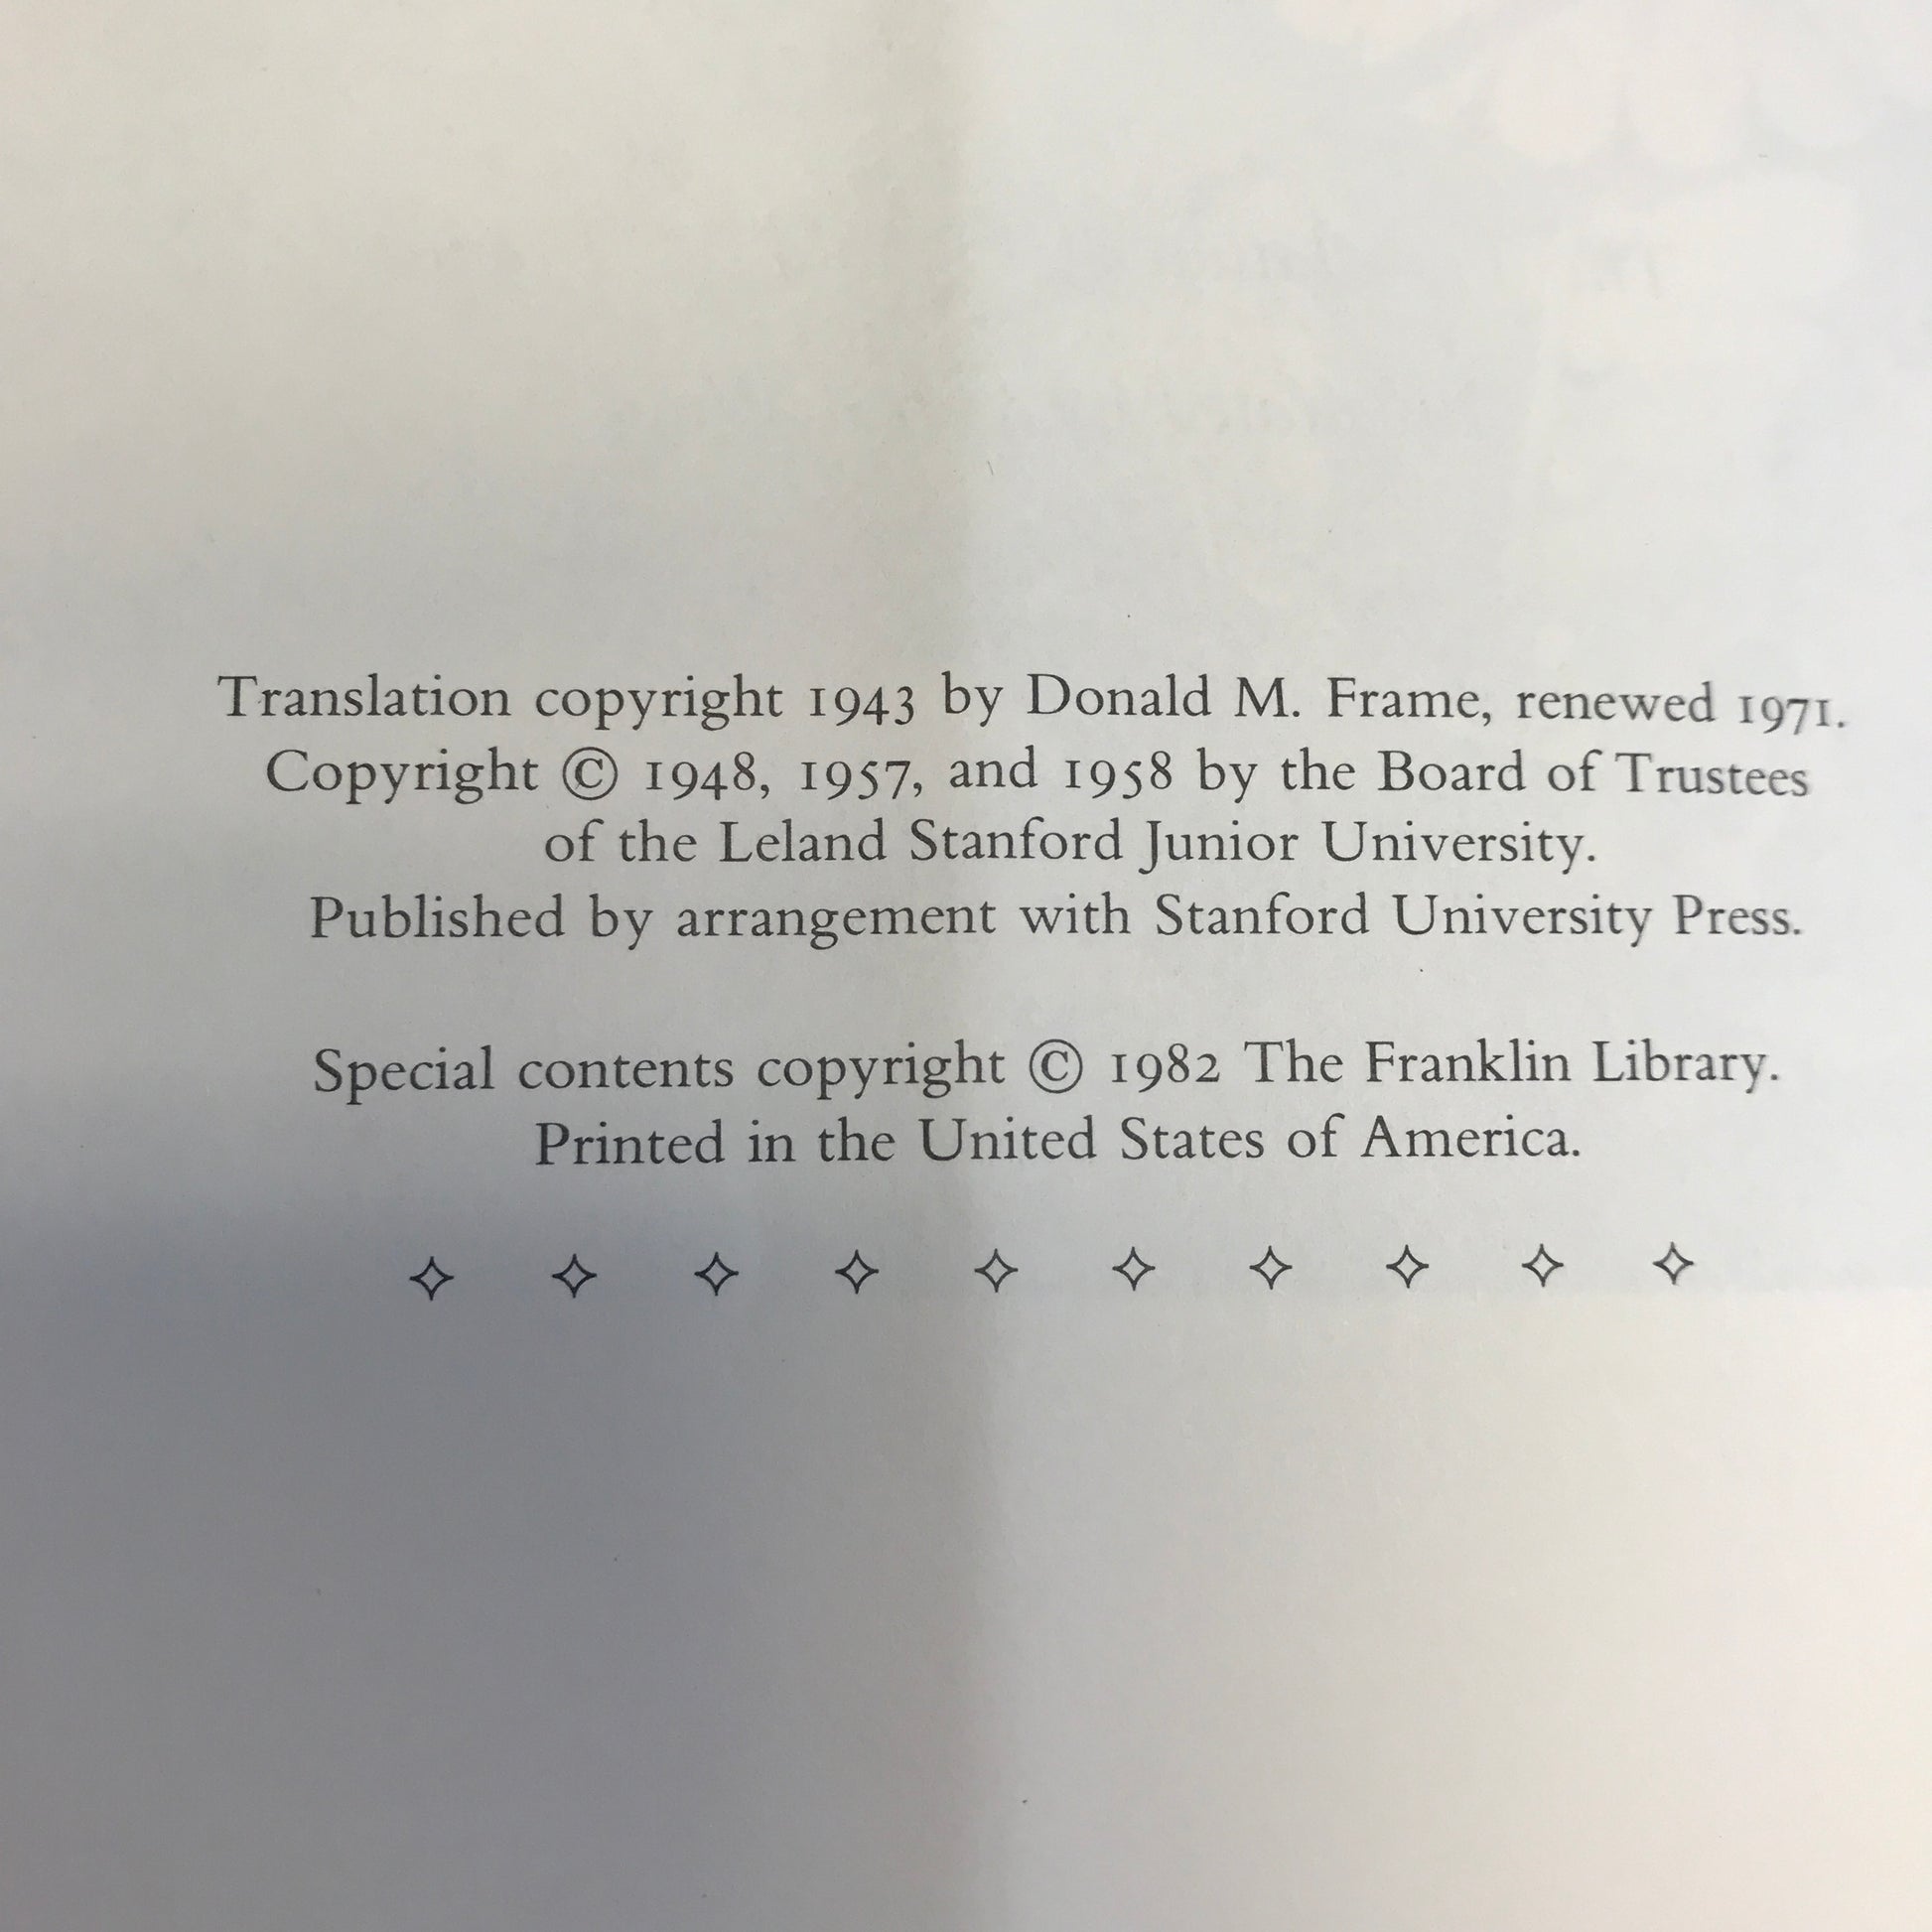 Translation copyright 1943 by Donald M. Frame, renewed 1971.
Copyright © 1948, 1957, and 1958 by the Board of Trustees
of the Leland Stanford Junior University.
Published by arrangement with Stanford University Press.
Special contents copyright © 1982 The Franklin Library.
Printed in the United States of America.